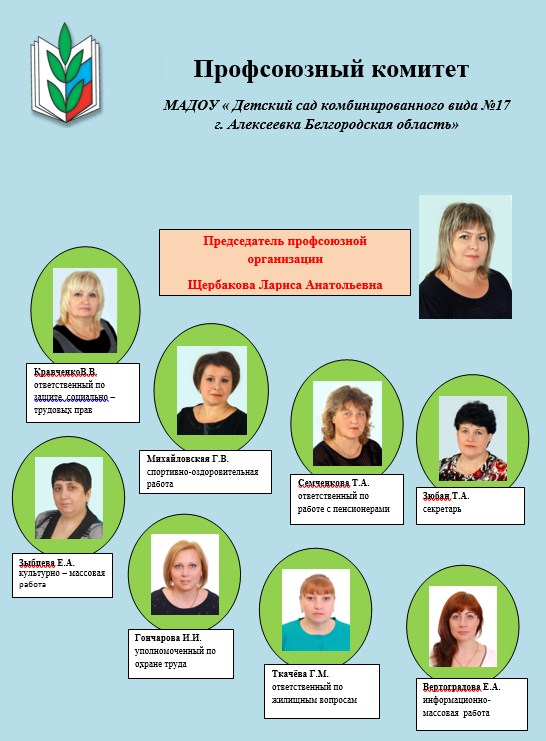 Профсоюзный комитет
МАДОУ « Детский сад комбинированного вида №17
г. Алексеевка Белгородская область»
Председатель профсоюзной
организации
Щербакова Лариса Анатольевна
КравченкоВ.В.
ответственный по
защите социально –
трудовых прав
Михайловская Г.В.
спортивно-оздоровительная
работа
Семченкова Т.А.
ответственный по
работе с пенсионерами
Зюбан Т.А.
секретарь
Зыбцева Е.А.
культурно – массовая
работа
Гончарова И.И.
уполномоченный по
охране труда
Ткачёва Г.М.
ответственный по
жилищным вопросам
Вертоградова Е.А.
информационно-
массовая работа